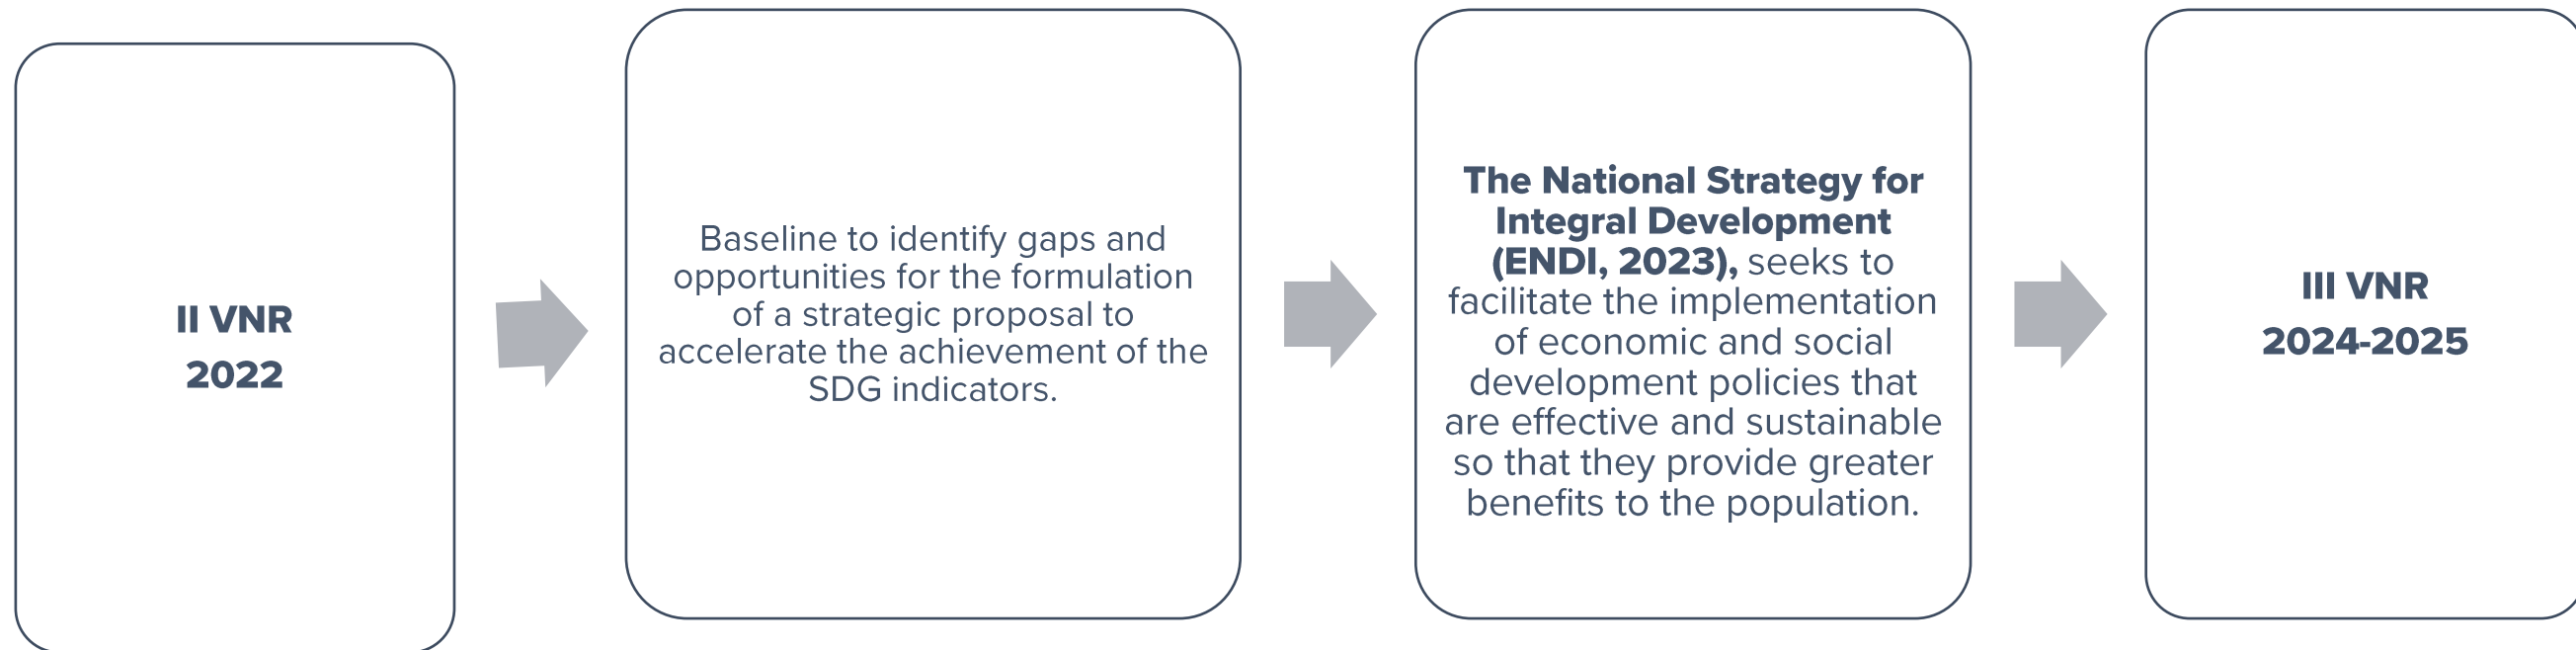 II VNR
2022
Baseline to identify gaps and
opportunities for the formulation
of a strategic proposal to
accelerate the achievement of the
SDG indicators.
The National Strategy for
Integral Development
(ENDI, 2023), seeks to
facilitate the implementation
of economic and social
development policies that
are effective and sustainable
so that they provide greater
benefits to the population.
III VNR
2024-2025